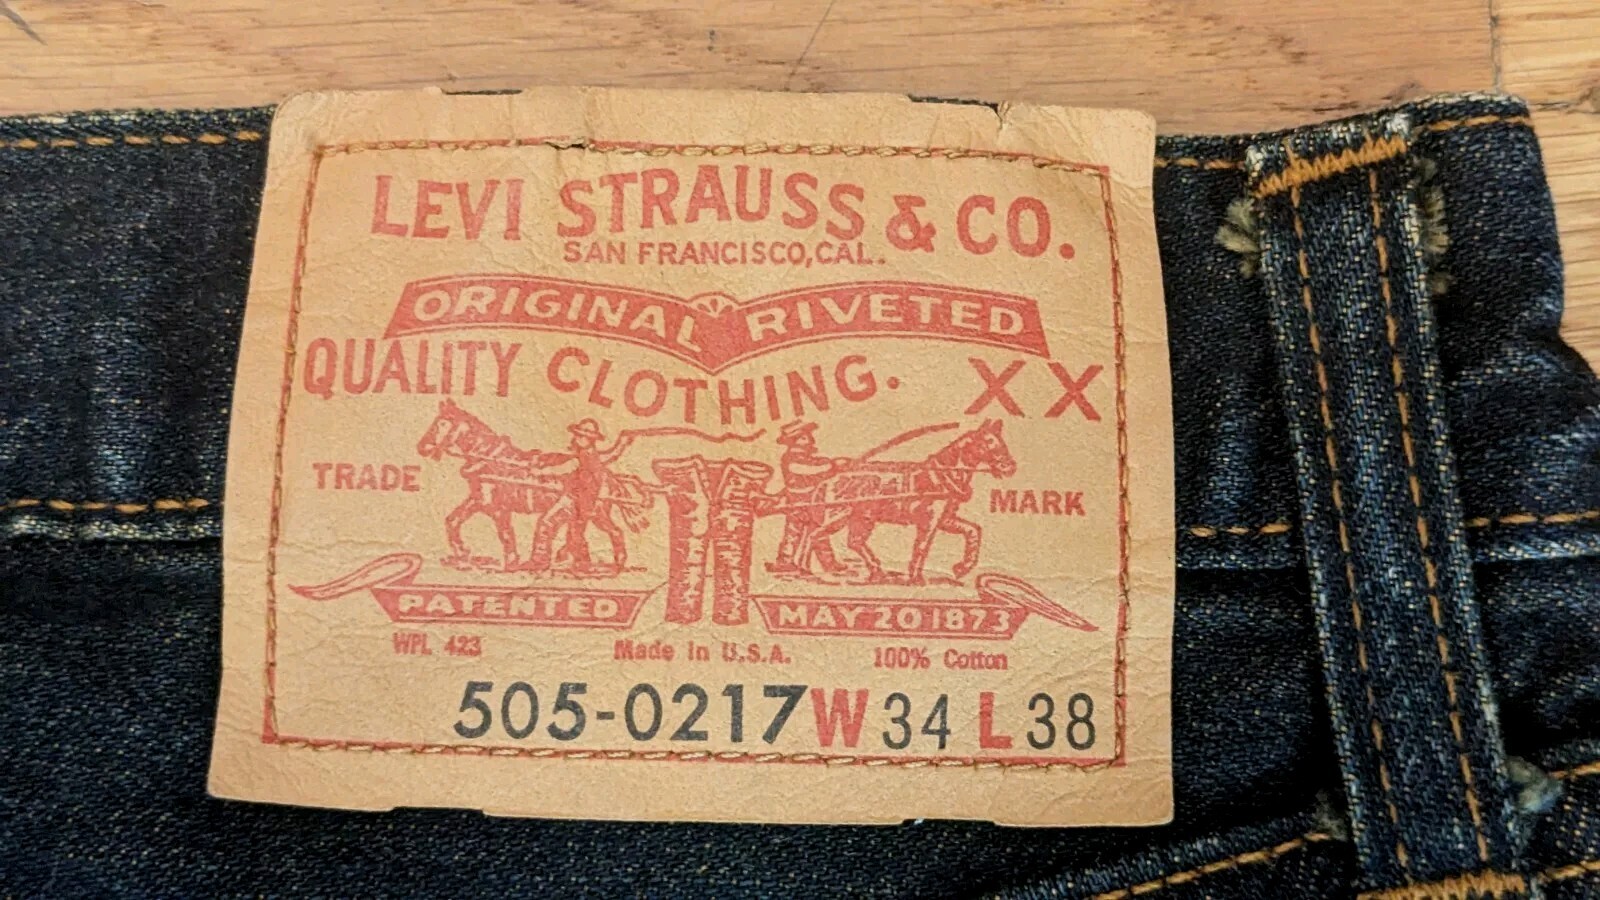 LEVI STRAUSS & CO.
SAN FRANCISCO, CAL.
ORIGINAL RIVETED
QUALITY CLOTHING. XX
TRADE MARK
PATENTED MAY 20 1873
WPL 423 Made in U.S.A. 100% Cotton
505-0217 W 34 L 38